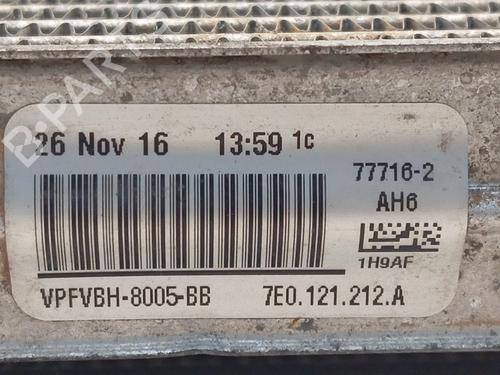 26 Nov 16 13:59 1c
77716-2
AH6
1H9AF
VPFVBH-8005-BB 7E0.121.212.A